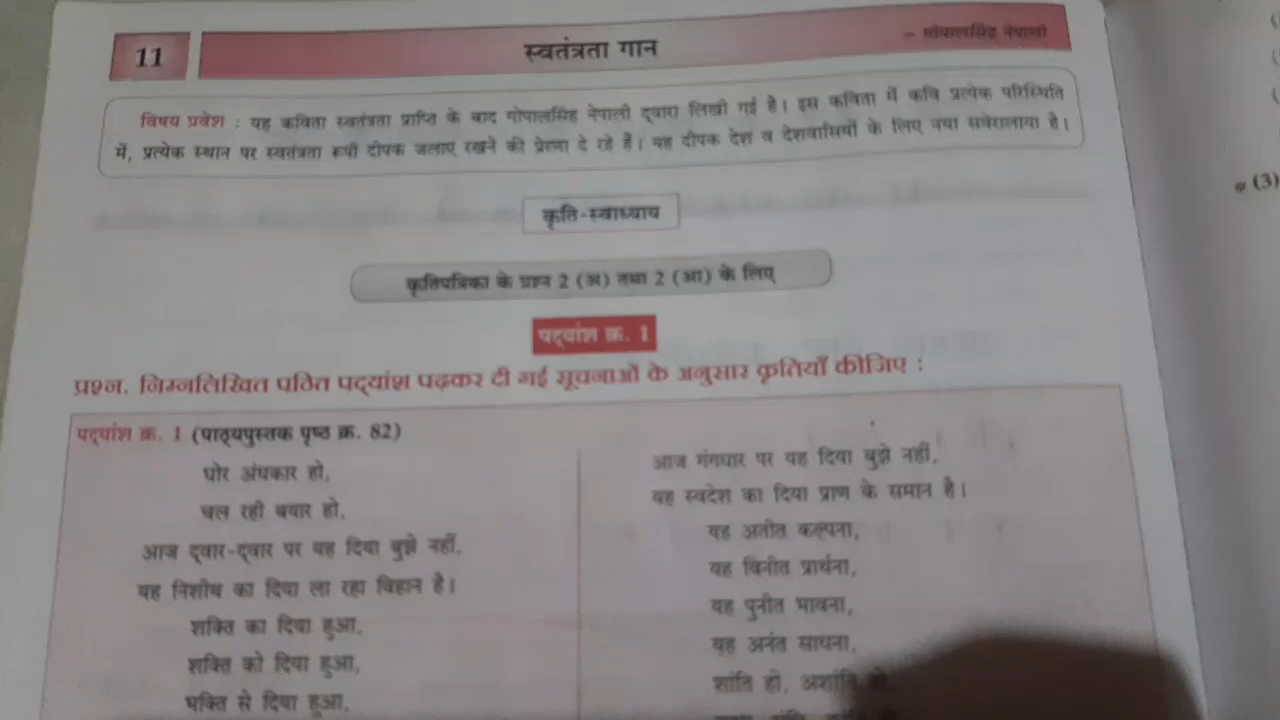 11
स्वतंत्रता गान
– गोपालसिंह नेपाली
विषय प्रवेश : यह कविता स्वतंत्रता प्राप्ति के बाद गोपालसिंह नेपाली द्वारा लिखी गई है। इस कविता में कवि प्रत्येक परिस्थिति
में, प्रत्येक स्थान पर स्वतंत्रता रूपी दीपक जलाए रखने की प्रेरणा दे रहे हैं। यह दीपक देश व देशवासियों के लिए नया सवेरालाया है।
कृति-स्वाध्याय
कृतिपत्रिका के प्रश्न 2 (अ) तथा 2 (आ) के लिए
पद्यांश क्र. 1
प्रश्न. निम्नलिखित पठित पद्यांश पढ़कर दी गई सूचनाओं के अनुसार कृतियाँ कीजिए :
पद्यांश क्र. 1 (पाठ्यपुस्तक पृष्ठ क्र. 82)
घोर अंधकार हो,
चल रही बयार हो,
आज द्वार-द्वार पर यह दिया बुझे नहीं,
यह निशीथ का दिया ला रहा विहान है।
शक्ति का दिया हुआ,
शक्ति को दिया हुआ,
भक्ति से दिया हुआ,
आज गंगधार पर यह दिया बुझे नहीं,
यह स्वदेश का दिया प्राण के समान है।
यह अतीत कल्पना,
यह विनीत प्रार्थना,
यह पुनीत भावना,
यह अनंत साधना,
शांति हो, अशांति
(3)